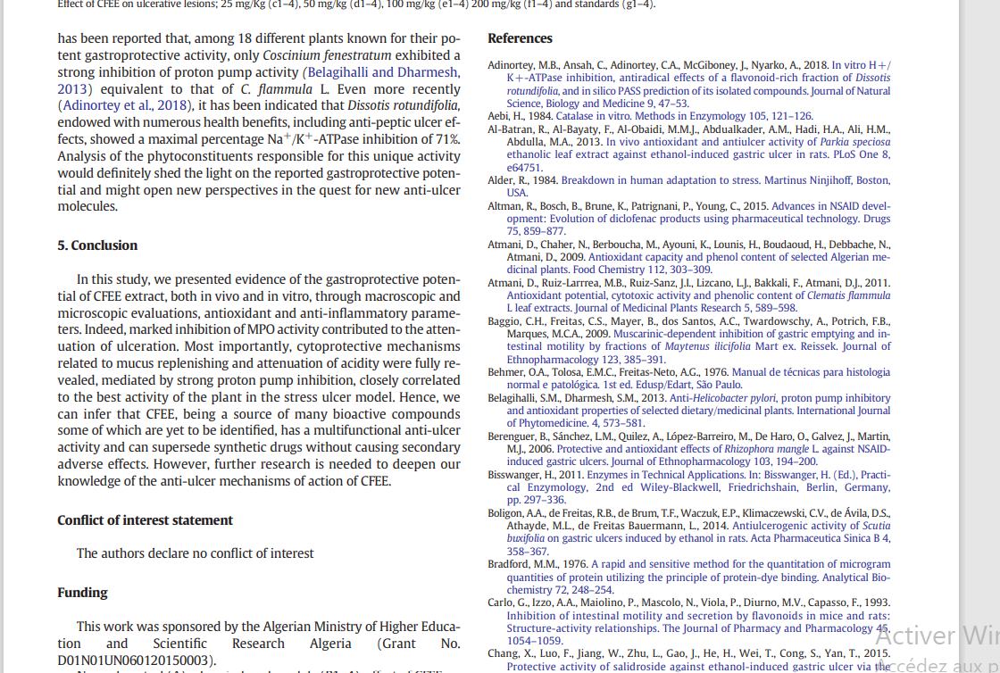 Effect of CFEE on ulcerative lesions; 25 mg/Kg (c1–4), 50 mg/kg (d1–4), 100 mg/kg (e1–4) 200 mg/kg (f1–4) and standards (g1–4).
has been reported that, among 18 different plants known for their po-
tent gastroprotective activity, only Coscinium fenestratum exhibited a
strong inhibition of proton pump activity (Belagihalli and Dharmesh,
2013) equivalent to that of C. flammula L. Even more recently
(Adinortey et al., 2018), it has been indicated that Dissotis rotundifolia,
endowed with numerous health benefits, including anti-peptic ulcer ef-
fects, showed a maximal percentage Na+/K+-ATPase inhibition of 71%.
Analysis of the phytoconstituents responsible for this unique activity
would definitely shed the light on the reported gastroprotective poten-
tial and might open new perspectives in the quest for new anti-ulcer
molecules.
5. Conclusion
In this study, we presented evidence of the gastroprotective poten-
tial of CFEE extract, both in vivo and in vitro, through macroscopic and
microscopic evaluations, antioxidant and anti-inflammatory parame-
ters. Indeed, marked inhibition of MPO activity contributed to the atten-
uation of ulceration. Most importantly, cytoprotective mechanisms
related to mucus replenishing and attenuation of acidity were fully re-
vealed, mediated by strong proton pump inhibition, closely correlated
to the best activity of the plant in the stress ulcer model. Hence, we
can infer that CFEE, being a source of many bioactive compounds
some of which are yet to be identified, has a multifunctional anti-ulcer
activity and can supersede synthetic drugs without causing secondary
adverse effects. However, further research is needed to deepen our
knowledge of the anti-ulcer mechanisms of action of CFEE.
Conflict of interest statement
The authors declare no conflict of interest
Funding
This work was sponsored by the Algerian Ministry of Higher Educa-
tion and Scientific Research Algeria (Grant No.
D01N01UN060120150003).
References
Adinortey, M.B., Ansah, C., Adinortey, C.A., McGiboney, J., Nyarko, A., 2018. In vitro H+/
K+-ATPase inhibition, antiradical effects of a flavonoid-rich fraction of Dissotis
rotundifolia, and in silico PASS prediction of its isolated compounds. Journal of Natural
Science, Biology and Medicine 9, 47–53.
Aebi, H., 1984. Catalase in vitro. Methods in Enzymology 105, 121–126.
Al-Batran, R., Al-Bayaty, F., Al-Obaidi, M.M.J., Abdualkader, A.M., Hadi, H.A., Ali, H.M.,
Abdulla, M.A., 2013. In vivo antioxidant and antiulcer activity of Parkia speciosa
ethanolic leaf extract against ethanol-induced gastric ulcer in rats. PLoS One 8,
e64751.
Alder, R., 1984. Breakdown in human adaptation to stress. Martinus Ninjihoff, Boston,
USA.
Altman, R., Bosch, B., Brune, K., Patrignani, P., Young, C., 2015. Advances in NSAID devel-
opment: Evolution of diclofenac products using pharmaceutical technology. Drugs
75, 859–877.
Atmani, D., Chaher, N., Berboucha, M., Ayouni, K., Lounis, H., Boudaoud, H., Debbache, N.,
Atmani, D., 2009. Antioxidant capacity and phenol content of selected Algerian me-
dicinal plants. Food Chemistry 112, 303–309.
Atmani, D., Ruiz-Larrrea, M.B., Ruiz-Sanz, J.I., Lizcano, L.J., Bakkali, F., Atmani, D.J., 2011.
Antioxidant potential, cytotoxic activity and phenolic content of Clematis flammula
L leaf extracts. Journal of Medicinal Plants Research 5, 589–598.
Baggio, C.H., Freitas, C.S., Mayer, B., dos Santos, A.C., Twardowschy, A., Potrich, F.B.,
Marques, M.C.A., 2009. Muscarinic-dependent inhibition of gastric emptying and in-
testinal motility by fractions of Maytenus ilicifolia Mart ex. Reissek. Journal of
Ethnopharmacology 123, 385–391.
Behmer, O.A., Tolosa, E.M.C., Freitas-Neto, A.G., 1976. Manual de técnicas para histologia
normal e patológica. 1st ed. Edusp/Edart, São Paulo.
Belagihalli, S.M., Dharmesh, S.M., 2013. Anti-Helicobacter pylori, proton pump inhibitory
and antioxidant properties of selected dietary/medicinal plants. International Journal
of Phytomedicine. 4, 573–581.
Berenguer, B., Sánchez, L.M., Quilez, A., López-Barreiro, M., De Haro, O., Galvez, J., Martin,
M.J., 2006. Protective and antioxidant effects of Rhizophora mangle L. against NSAID-
induced gastric ulcers. Journal of Ethnopharmacology 103, 194–200.
Bisswanger, H., 2011. Enzymes in Technical Applications. In: Bisswanger, H. (Ed.), Practi-
cal Enzymology, 2nd ed Wiley-Blackwell, Friedrichshain, Berlin, Germany,
pp. 297–336.
Boligon, A.A., de Freitas, R.B., de Brum, T.F., Waczuk, E.P., Klimaczewski, C.V., de Ávila, D.S.,
Athayde, M.L., de Freitas Bauermann, L., 2014. Antiulcerogenic activity of Scutia
buxifolia on gastric ulcers induced by ethanol in rats. Acta Pharmaceutica Sinica B 4,
358–367.
Bradford, M.M., 1976. A rapid and sensitive method for the quantitation of microgram
quantities of protein utilizing the principle of protein-dye binding. Analytical Bio-
chemistry 72, 248–254.
Carlo, G., Izzo, A.A., Maiolino, P., Mascolo, N., Viola, P., Diurno, M.V., Capasso, F., 1993.
Inhibition of intestinal motility and secretion by flavonoids in mice and rats:
Structure-activity relationships. The Journal of Pharmacy and Pharmacology 45,
1054–1059.
Chang, X., Luo, F., Jiang, W., Zhu, L., Gao, J., He, H., Wei, T., Cong, S., Yan, T., 2015.
Protective activity of salidroside against ethanol-induced gastric ulcer via the
Activer Win
Accédez aux p